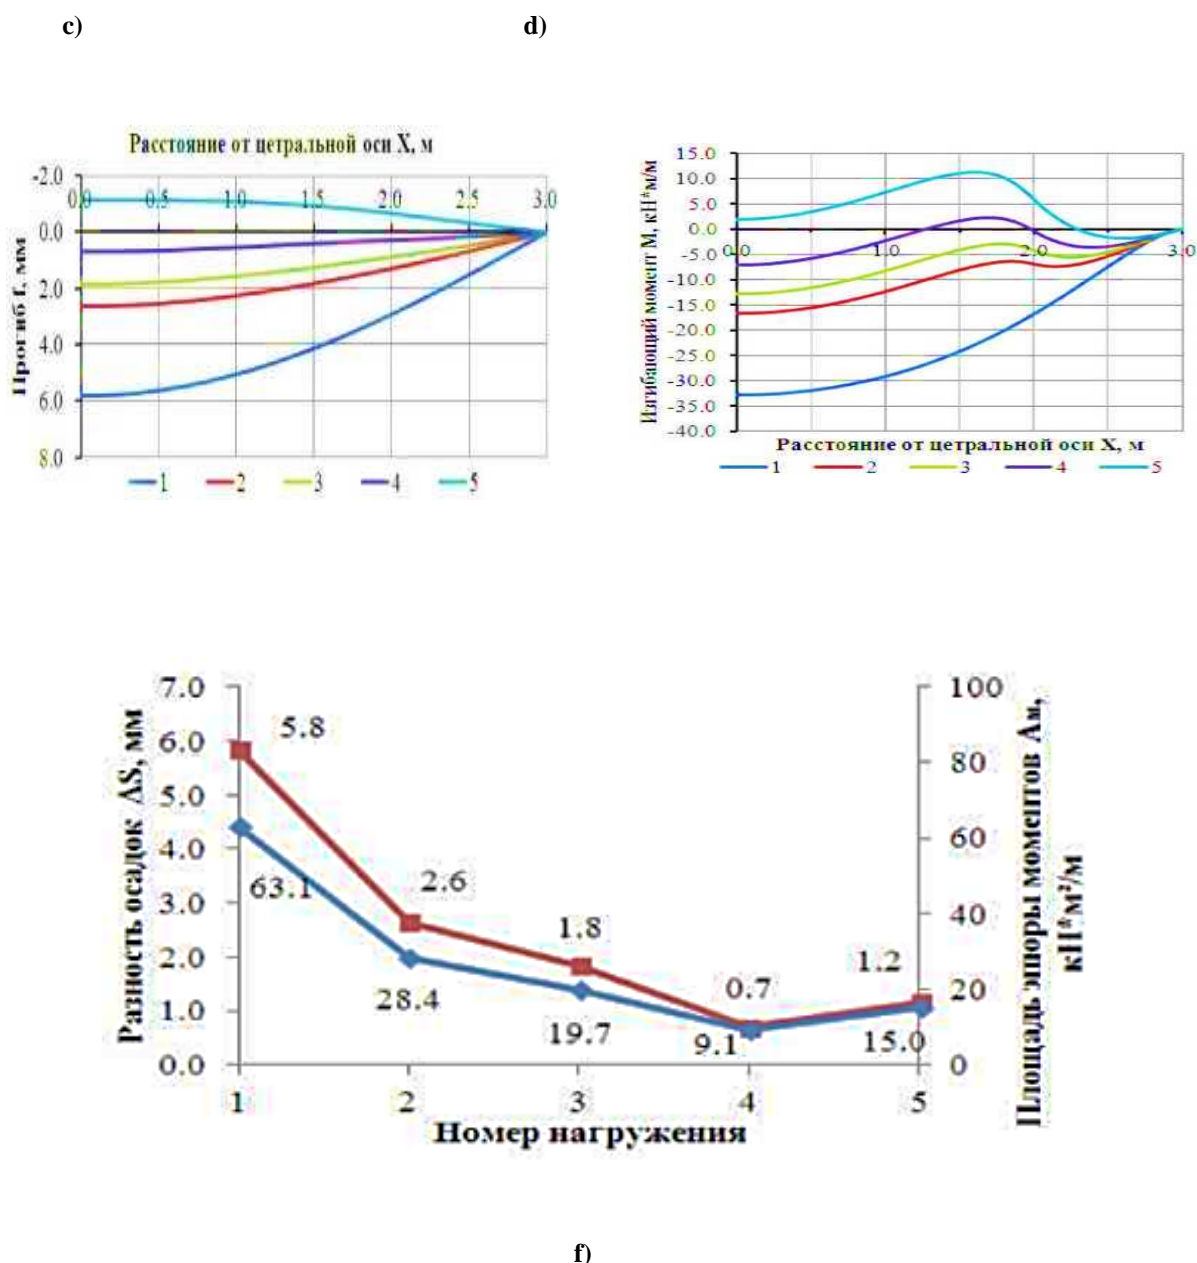 c) d)
Расстояние от цетральной оси X, м
-2.0
0.0 0.5 1.0 1.5 2.0 2.5 3.0
0.0
2.0
4.0
6.0
8.0
Прогиб f, мм
1 2 3 4 5
15.0
10.0
5.0
0.0
0.0 1.0 2.0 3.0
-5.0
-10.0
-15.0
-20.0
-25.0
-30.0
-35.0
-40.0
Изгибающий момент М, кН*м/м
Расстояние от цетральной оси X, м
1 2 3 4 5
7.0
6.0
5.0
4.0
3.0
2.0
1.0
0.0
Разность осадок ΔS, мм
5.8
2.6
1.8
0.7
1.2
63.1
28.4
19.7
9.1
15.0
100
80
60
40
20
0
Площадь эпюры моментов Ам,
кН*м²/м
1 2 3 4 5
Номер нагружения
f)